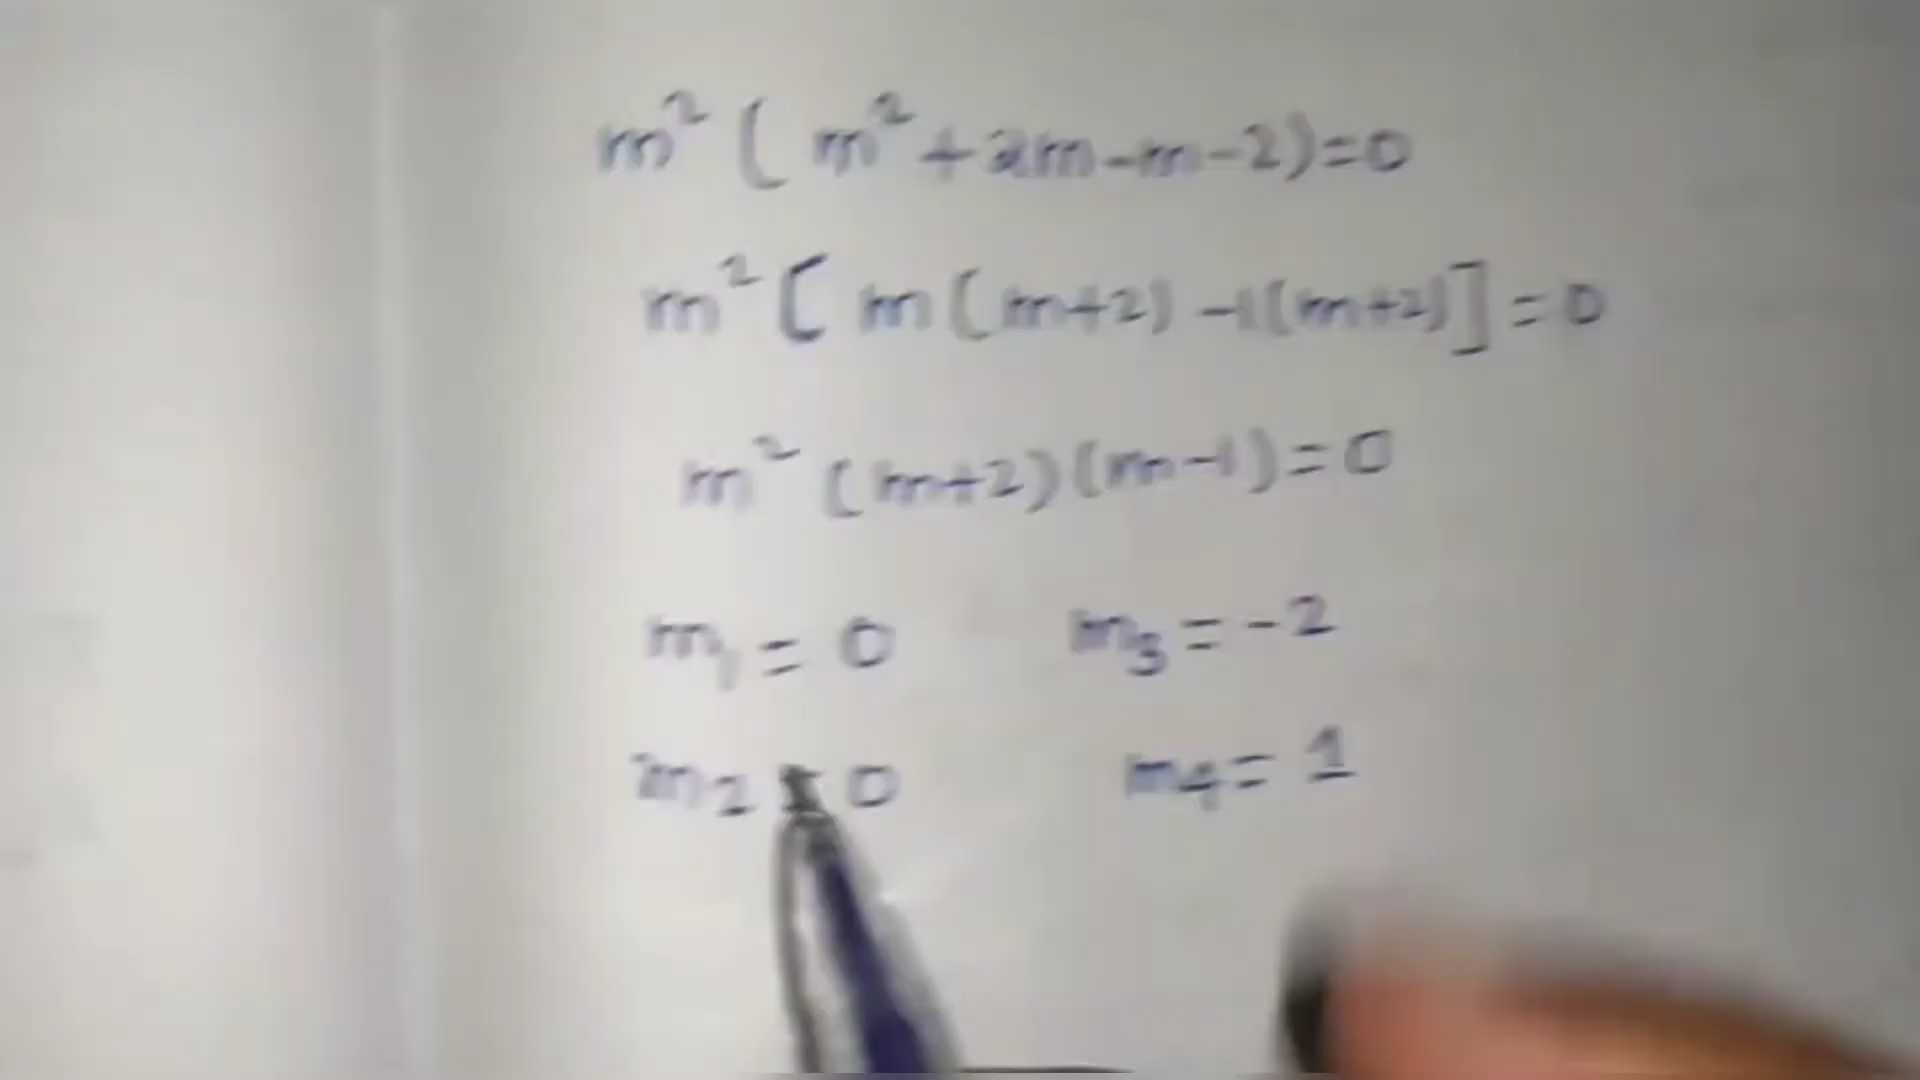 m² (m² + 2m - m - 2) = 0
m² [m(m+2) - 1(m+2)] = 0
m² (m+2) (m-1) = 0
m₁ = 0 m₃ = -2
m₂ = 0 m₄ = 1